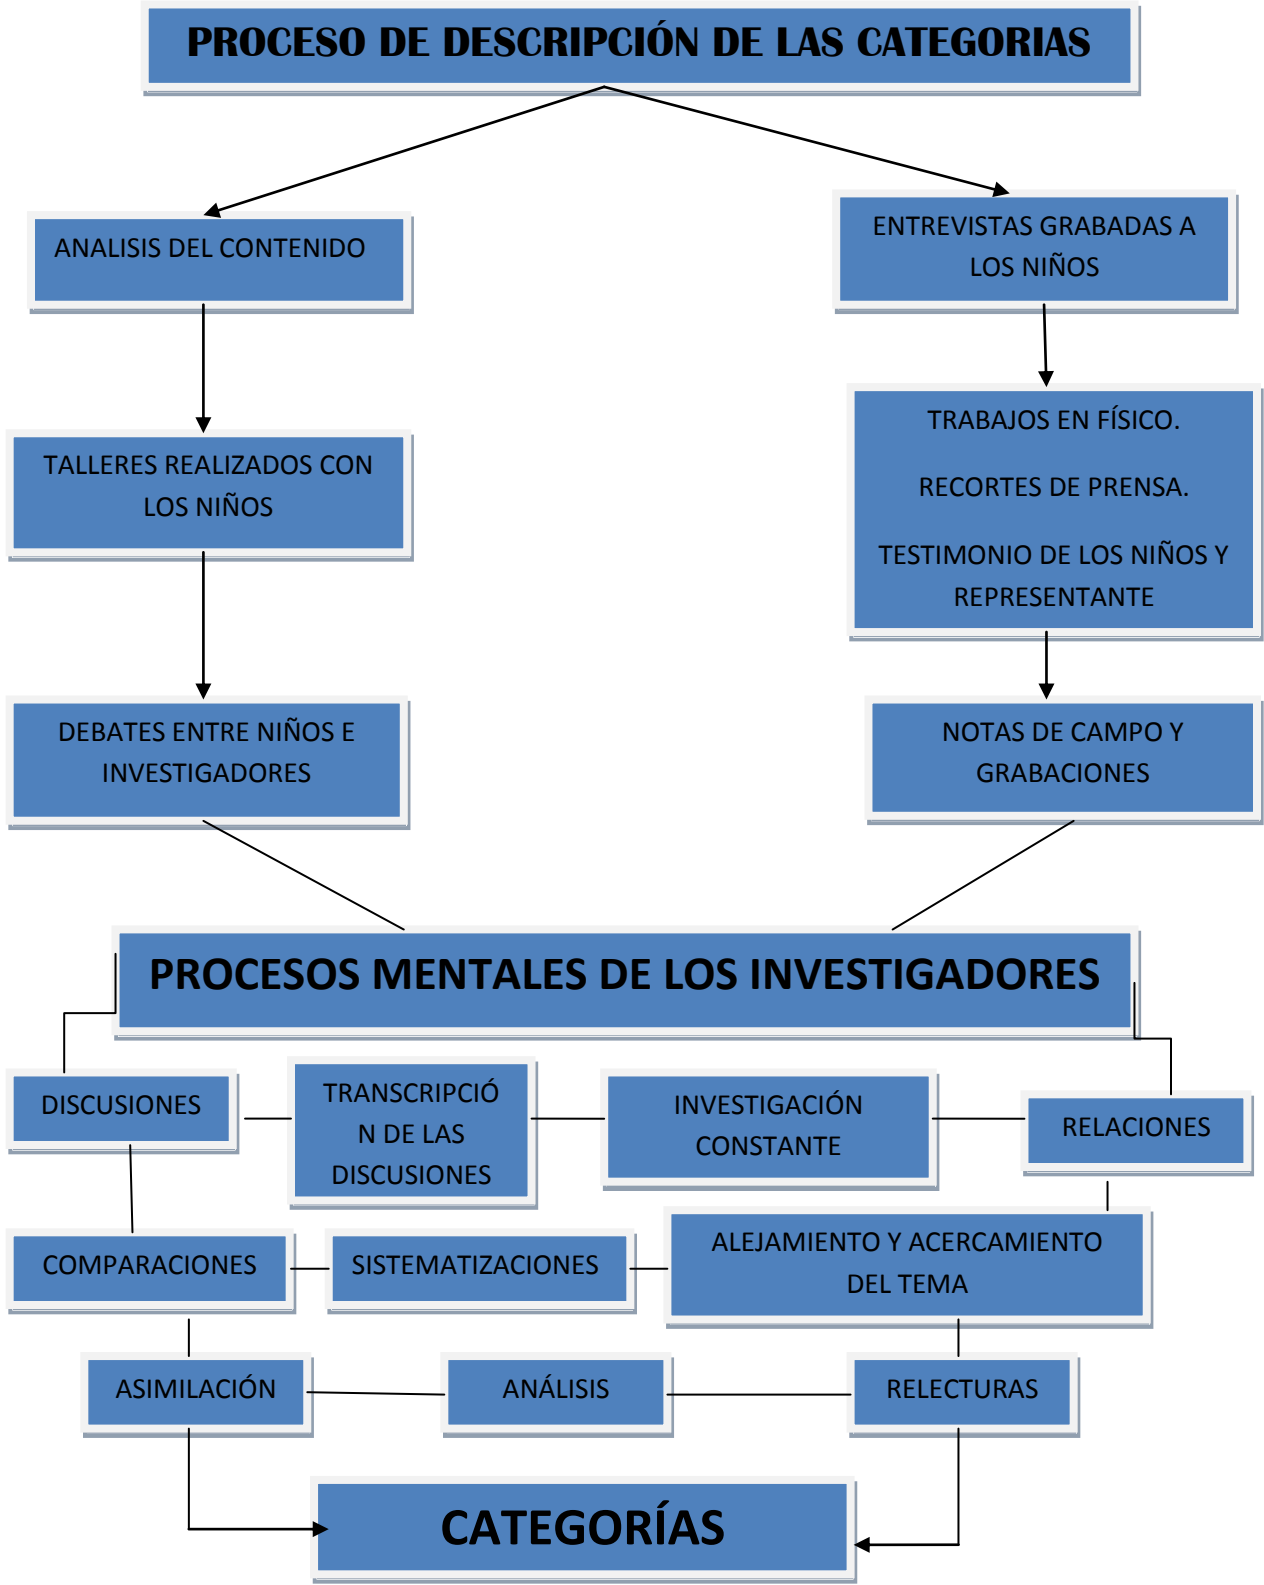 PROCESO DE DESCRIPCIÓN DE LAS CATEGORIAS
ANALISIS DEL CONTENIDO
ENTREVISTAS GRABADAS A
LOS NIÑOS
TALLERES REALIZADOS CON
LOS NIÑOS
TRABAJOS EN FÍSICO.
RECORTES DE PRENSA.
TESTIMONIO DE LOS NIÑOS Y
REPRESENTANTE
DEBATES ENTRE NIÑOS E
INVESTIGADORES
NOTAS DE CAMPO Y
GRABACIONES
PROCESOS MENTALES DE LOS INVESTIGADORES
DISCUSIONES
TRANSCRIPCIÓ
N DE LAS
DISCUSIONES
INVESTIGACIÓN
CONSTANTE
RELACIONES
COMPARACIONES
SISTEMATIZACIONES
ALEJAMIENTO Y ACERCAMIENTO
DEL TEMA
ASIMILACIÓN
ANÁLISIS
RELECTURAS
CATEGORÍAS